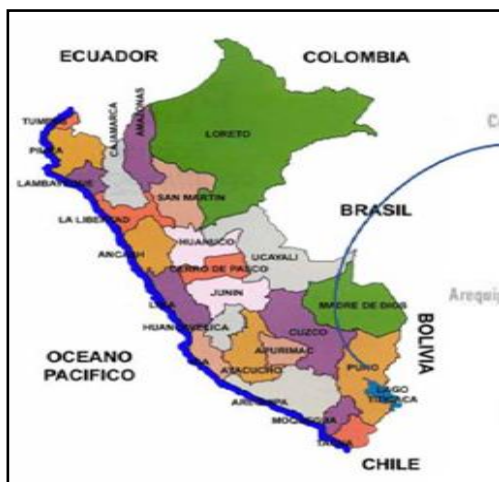 ECUADOR
COLOMBIA
TUMBES
PIURA
CAJAMARCA
AMAZONAS
LORETO
LAMBAYEQUE
SAN MARTIN
LA LIBERTAD
BRASIL
ANCASH
HUANUCO
UCAYALI
CERRO DE PASCO
LIMA
JUNIN
MADRE DE DIOS
HUANCAVELICA
CUZCO
BOLIVIA
OCEANO
PACIFICO
ICA
APURIMAC
AYACUCHO
PUNO
LAGO
TITICACA
AREQUIPA
MOQUEGUA
TACNA
CHILE
Arequi